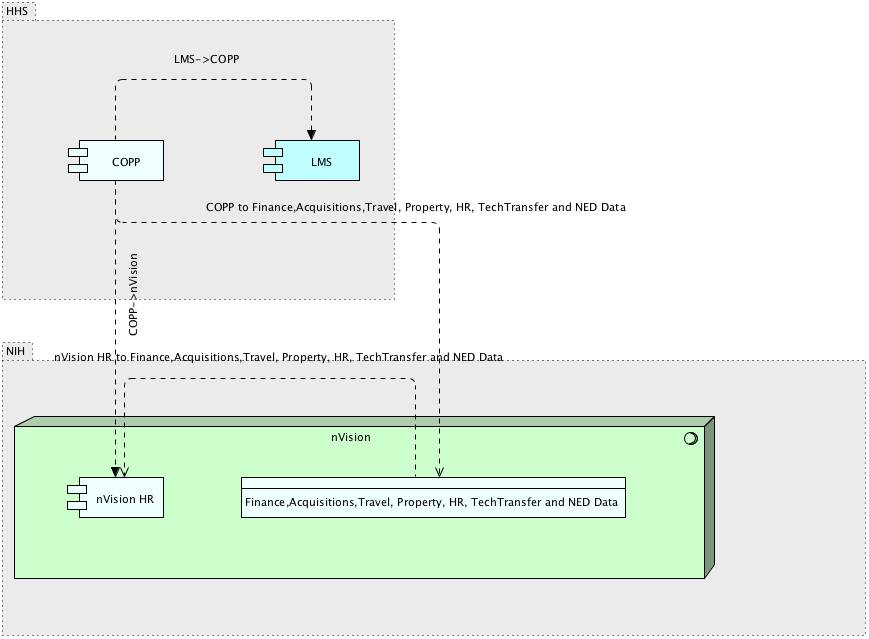 HHS
LMS->COPP
COPP
LMS
COPP to Finance,Acquisitions,Travel, Property, HR, TechTransfer and NED Data
COPP->nVision
NIH
nVision HR to Finance,Acquisitions,Travel, Property, HR, TechTransfer and NED Data
nVision
nVision HR
Finance,Acquisitions,Travel, Property, HR, TechTransfer and NED Data